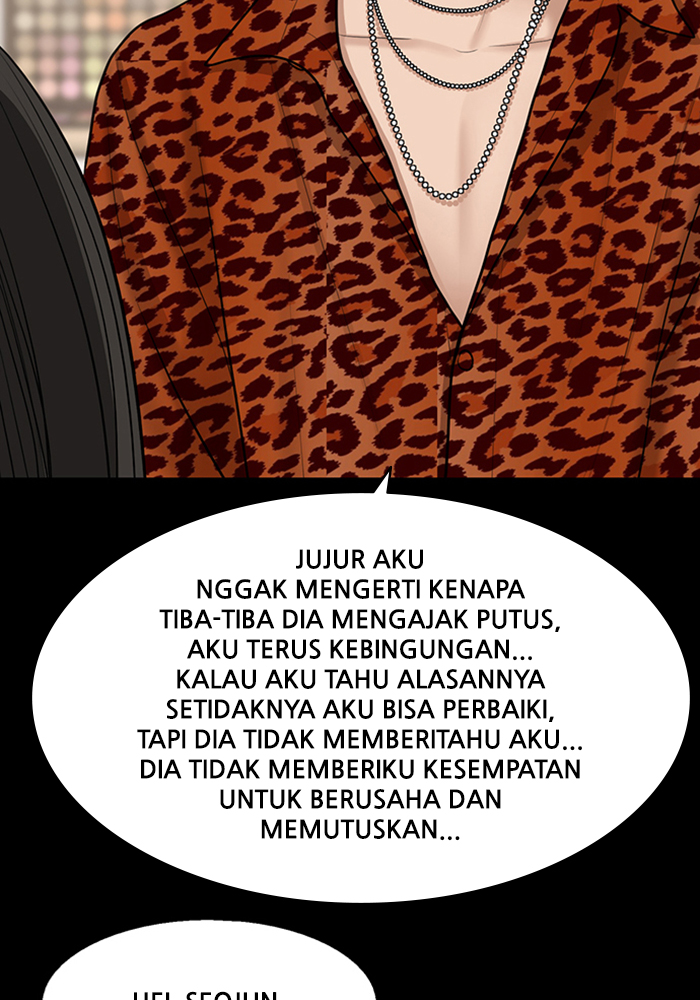 JUJUR AKU
NGGAK MENGERTI KENAPA
TIBA-TIBA DIA MENGAJAK PUTUS,
AKU TERUS KEBINGUNGAN...
KALAU AKU TAHU ALASANNYA
SETIDAKNYA AKU BISA PERBAIKI,
TAPI DIA TIDAK MEMBERITAHU AKU...
DIA TIDAK MEMBERIKU KESEMPATAN
UNTUK BERUSAHA DAN
MEMUTUSKAN...
SEOJUN